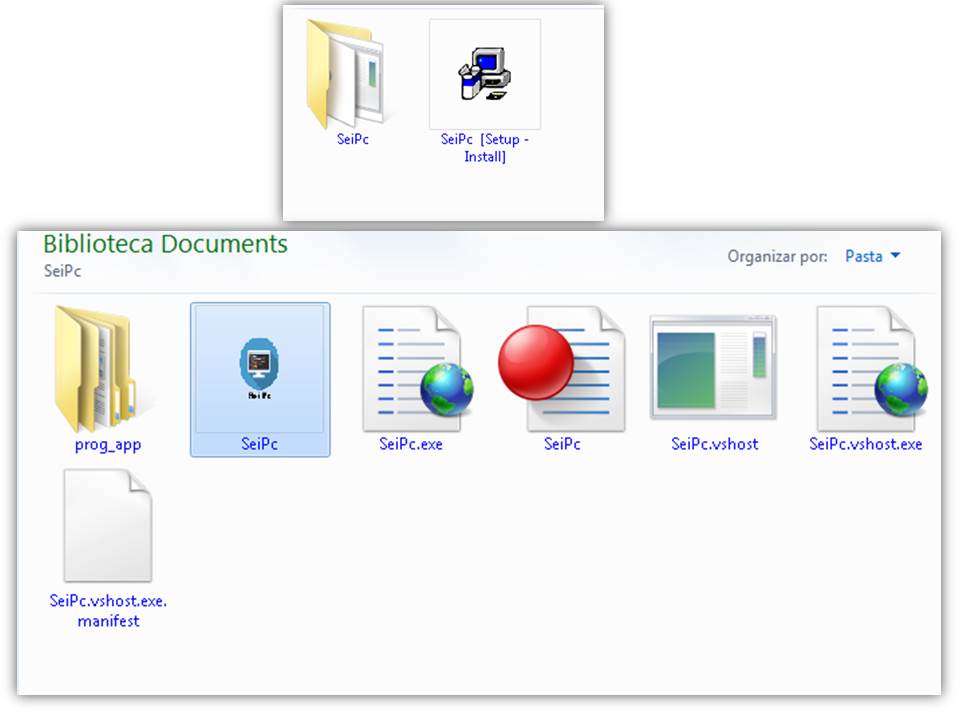 SeiPc
SeiPc [Setup -
Install]
Biblioteca Documents
SeiPc
Organizar por: Pasta
prog_app
SeiPc
SeiPc.exe
SeiPc
SeiPc.vshost
SeiPc.vshost.exe
SeiPc.vshost.exe.
manifest